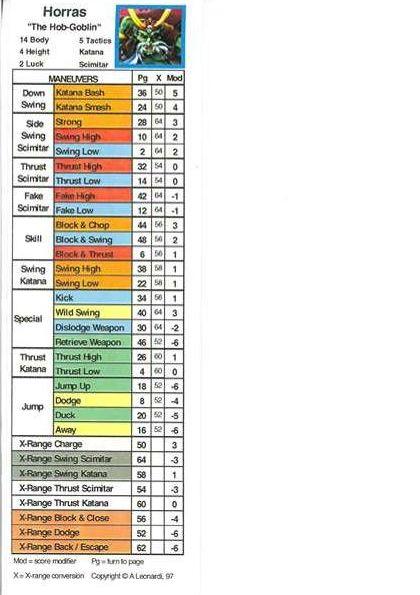 Horras
"The Hob-Goblin"
14 Body 5 Tactics
4 Height Katana
2 Luck Scimitar
MANEUVERS Pg X Mod
Down Swing Katana Bash 36 50 5
Katana Smash 24 50 4
Side Swing Scimitar Strong 28 64 3
Swing High 10 64 2
Swing Low 2 64 2
Thrust Scimitar Thrust High 32 54 0
Thrust Low 14 54 0
Fake Scimitar Fake High 42 64 -1
Fake Low 12 64 -1
Skill Block & Chop 44 56 3
Block & Swing 48 56 2
Block & Thrust 6 56 1
Swing Katana Swing High 38 58 1
Swing Low 22 58 1
Special Kick 34 56 1
Wild Swing 40 64 3
Dislodge Weapon 30 64 -2
Retrieve Weapon 46 52 -6
Thrust Katana Thrust High 26 60 1
Thrust Low 4 60 0
Jump Jump Up 18 52 -6
Dodge 8 52 -4
Duck 20 52 -5
Away 16 52 -6
X-Range Charge 50 3
X-Range Swing Scimitar 64 -3
X-Range Swing Katana 58 1
X-Range Thrust Scimitar 54 -3
X-Range Thrust Katana 60 0
X-Range Block & Close 56 -4
X-Range Dodge 52 -6
X-Range Back / Escape 62 -6
Mod = score modifier Pg = turn to page
X = X-range conversion Copyright © A Leonardi, 97